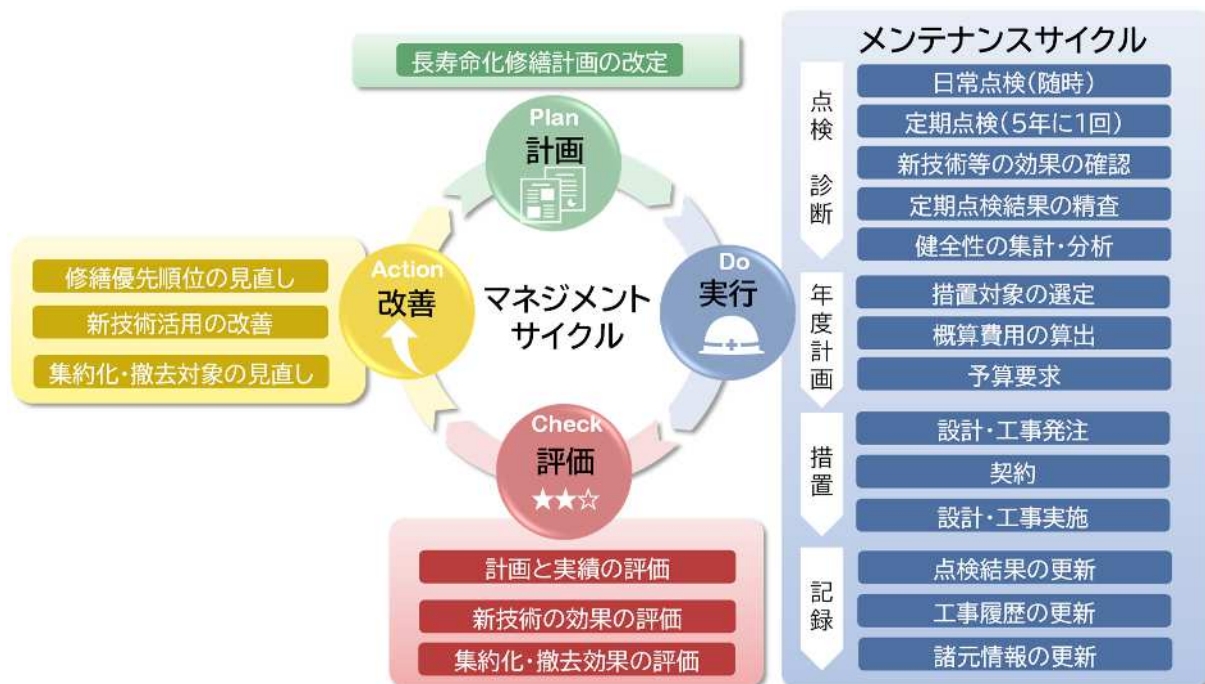 長寿命化修繕計画の改定
Plan
計画
Do
実行
Check
評価
Action
改善
マネジメント
サイクル
修繕優先順位の見直し
新技術活用の改善
集約化・撤去対象の見直し
計画と実績の評価
新技術の効果の評価
集約化・撤去効果の評価
メンテナンスサイクル
点検 診断
日常点検(随時)
定期点検(5年に1回)
新技術等の効果の確認
定期点検結果の精査
健全性の集計・分析
年度計画
措置対象の選定
概算費用の算出
予算要求
措置
設計・工事発注
契約
設計・工事実施
記録
点検結果の更新
工事履歴の更新
諸元情報の更新